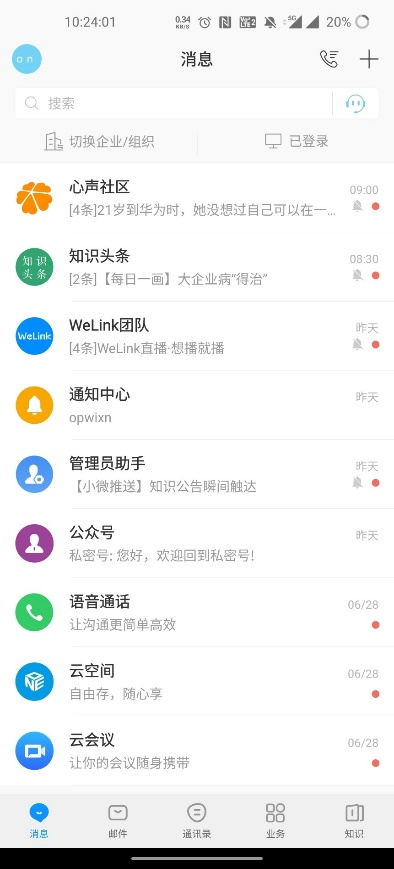 10:24:01
0.34
KB/S
5G
20%
on
消息
搜索
切换企业/组织
已登录
心声社区
09:00
[4条]21岁到华为时，她没想过自己可以在一...
知识
头条
知识头条
08:30
[2条]【每日一画】大企业病“得治”
WeLink
WeLink团队
昨天
[4条]WeLink直播·想播就播
通知中心
昨天
opwixn
管理员助手
昨天
【小微推送】知识公告瞬间触达
公众号
昨天
私密号: 您好，欢迎回到私密号!
语音通话
06/28
让沟通更简单高效
云空间
06/28
自由存，随心享
云会议
06/28
让你的会议随身携带
消息
邮件
通讯录
业务
知识